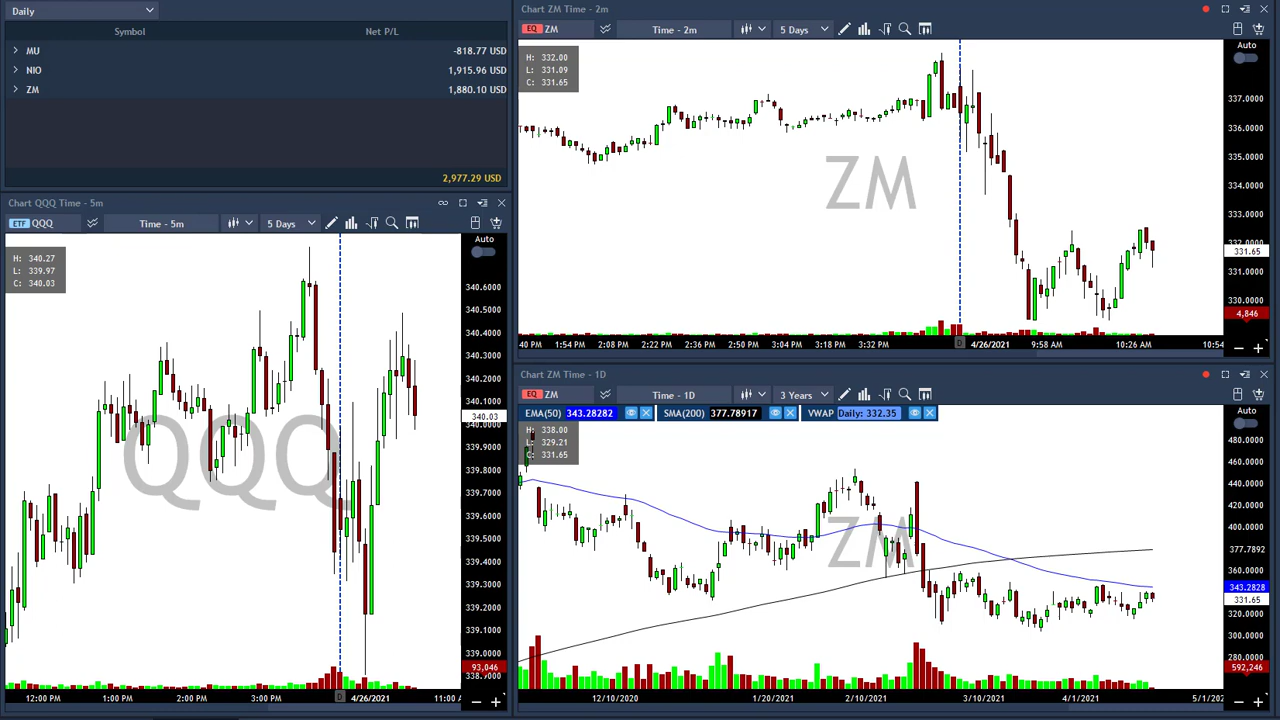 Daily
Symbol Net P/L
MU -818.77 USD
NIO 1,915.96 USD
ZM 1,880.10 USD
2,977.29 USD
Chart QQQ Time - 5m
ETF QQQ Time - 5m 5 Days
Auto
H: 340.27
L: 339.97
C: 340.03
QQQ
340.6000
340.5000
340.4000
340.3000
340.2000
340.1000
340.03
340.0000
339.9000
339.8000
339.7000
339.6000
339.5000
339.4000
339.3000
339.2000
339.1000
339.0000
93,046
12:00 PM 1:00 PM 2:00 PM 3:00 PM D 4/26/2021 11:00
Chart ZM Time - 2m
EQ ZM Time - 2m 5 Days
Auto
H: 332.00
L: 331.09
C: 331.65
ZM
337.0000
336.0000
335.0000
334.0000
333.0000
332.0000
331.65
331.0000
330.0000
4,846
40 PM 1:54 PM 2:08 PM 2:22 PM 2:36 PM 2:50 PM 3:04 PM 3:18 PM 3:32 PM D 4/26/2021 9:58 AM 10:26 AM 10:54
Chart ZM Time - 1D
EQ ZM Time - 1D 3 Years
EMA(50) 343.28282 SMA(200) 377.78917 VWAP Daily: 332.35
Auto
H: 338.00
L: 329.21
C: 331.65
ZM
480.0000
460.0000
440.0000
420.0000
400.0000
377.7892
360.0000
343.2828
331.65
320.0000
300.0000
280.0000
592,246
12/10/2020 1/20/2021 2/10/2021 3/10/2021 4/1/2021 5/1/202